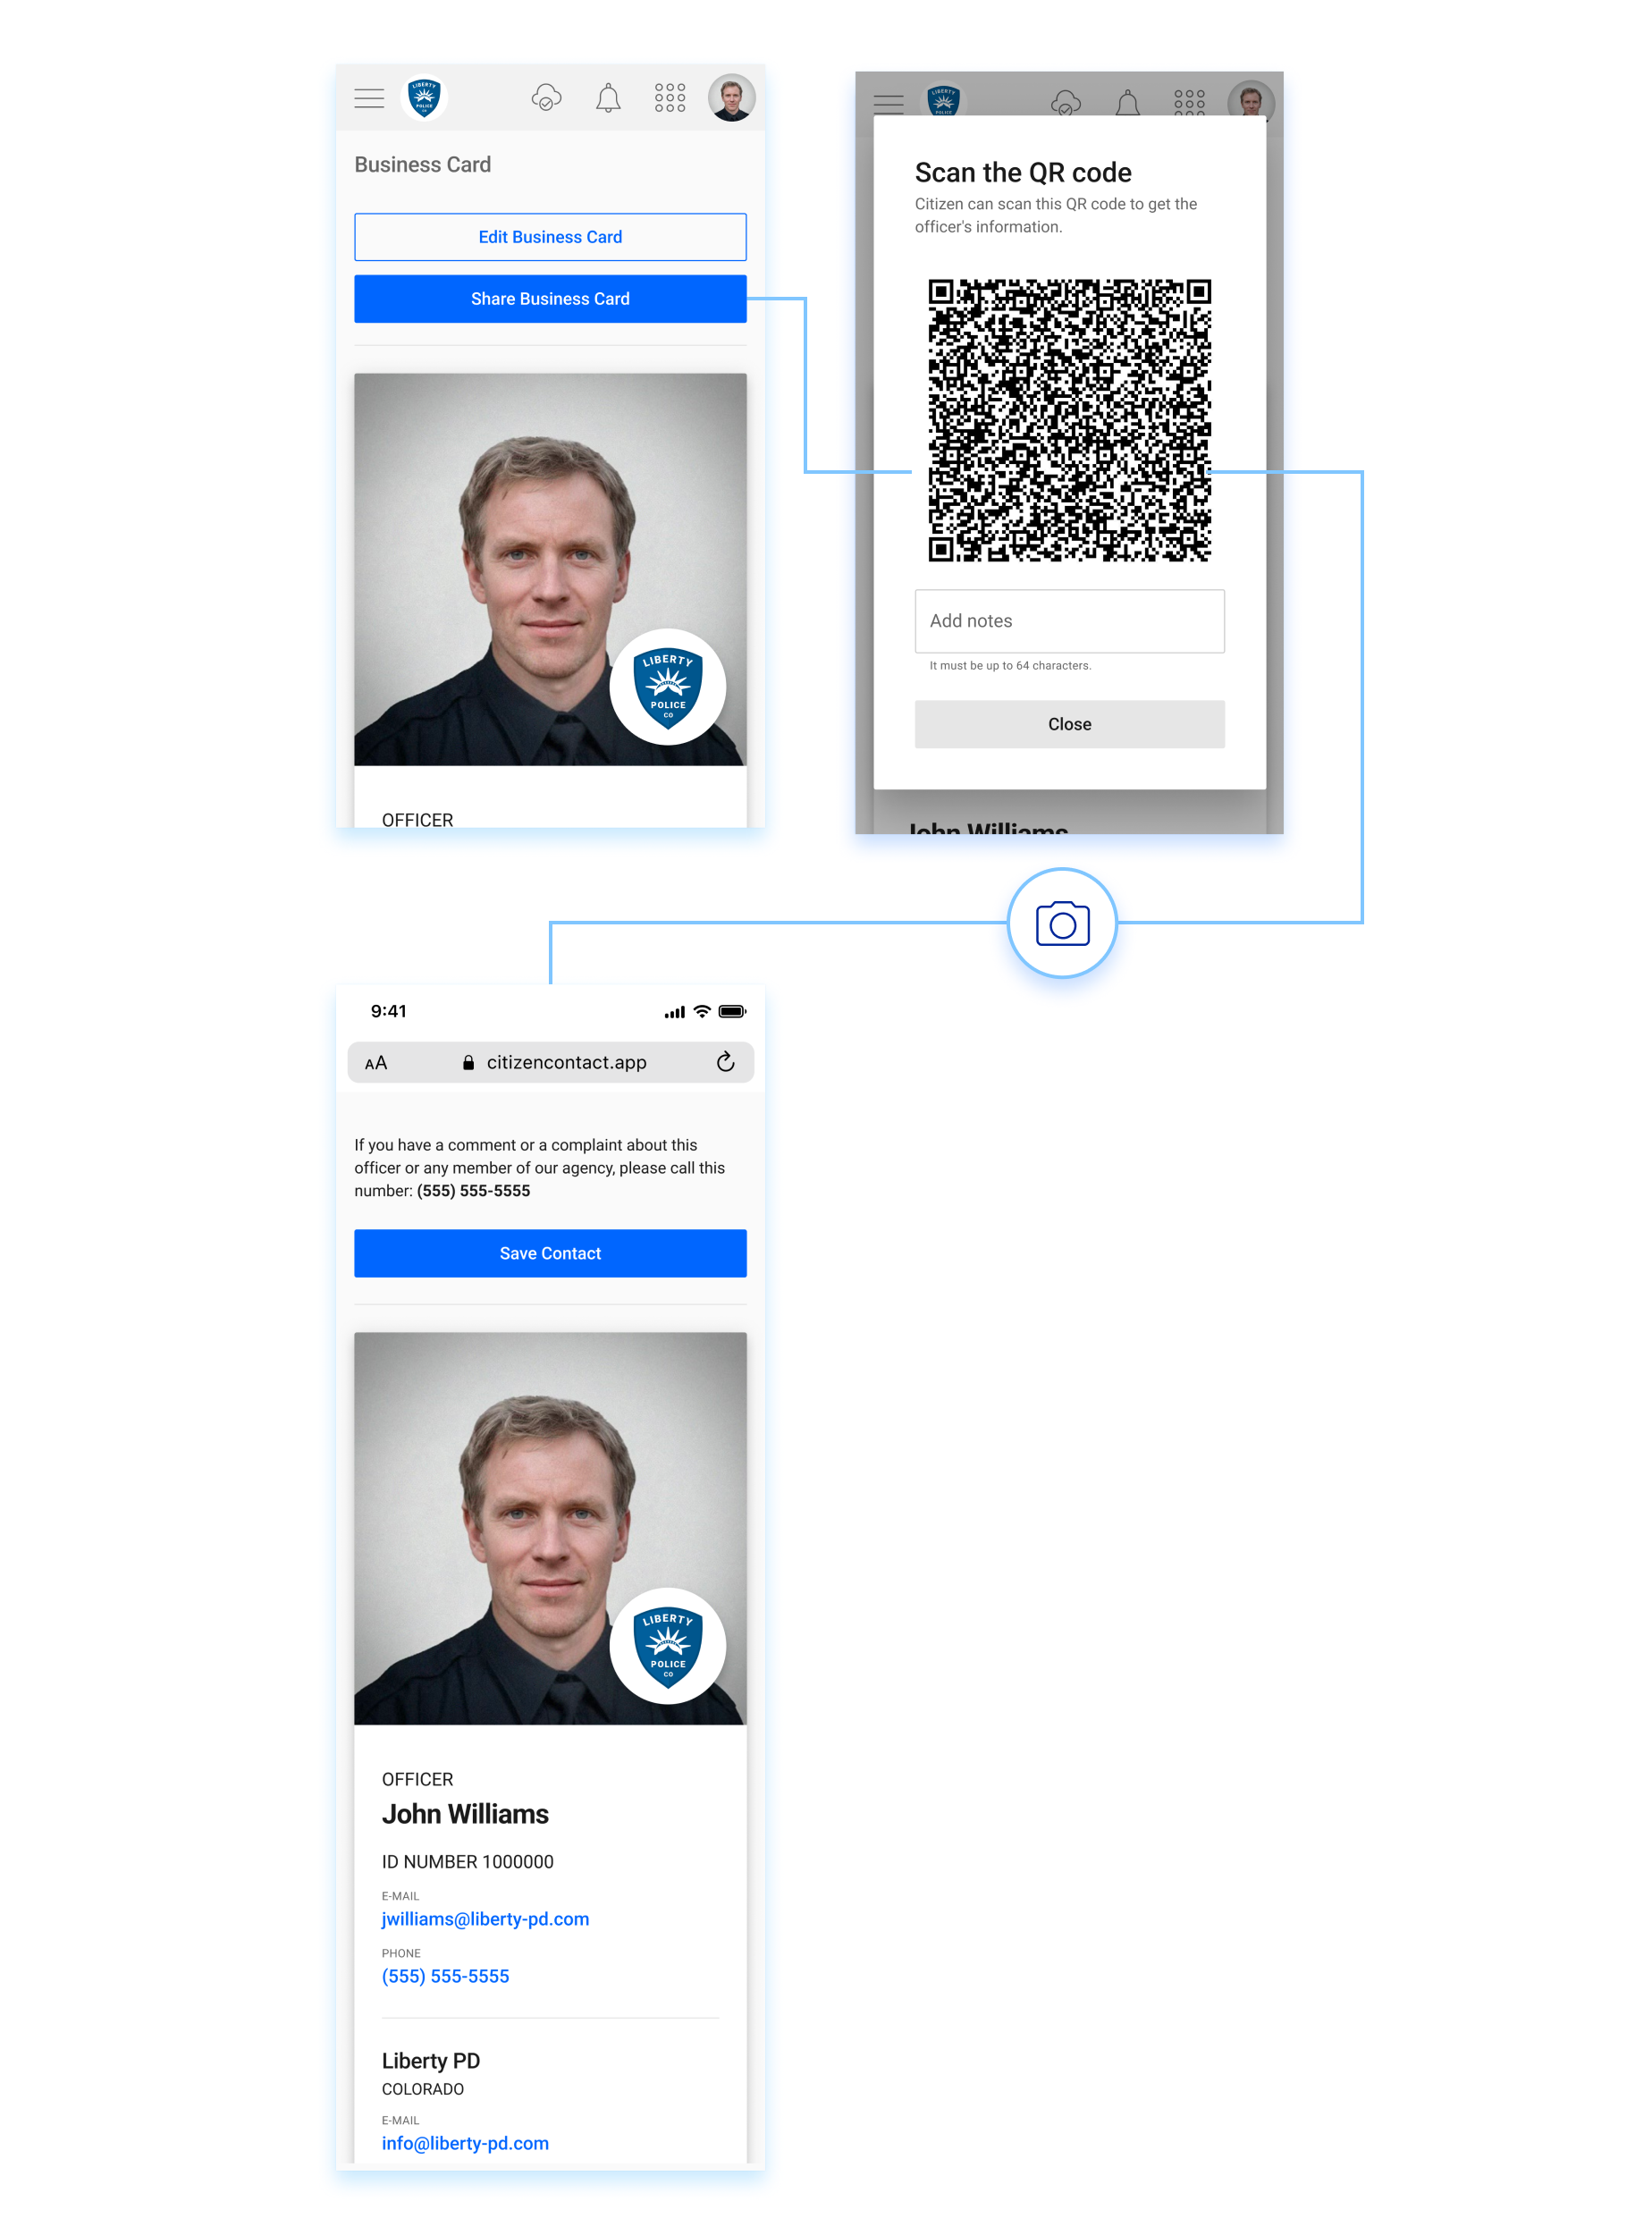 LIBERTY
POLICE
CO
Business Card
Edit Business Card
Share Business Card
LIBERTY
POLICE
CO
OFFICER
LIBERTY
Scan the QR code
Citizen can scan this QR code to get the
officer's information.
Add notes
It must be up to 64 characters.
Close
John Williams
9:41
AA
citizencontact.app
If you have a comment or a complaint about this
officer or any member of our agency, please call this
number: (555) 555-5555
Save Contact
LIBERTY
POLICE
CO
OFFICER
John Williams
ID NUMBER 1000000
E-MAIL
jwilliams@liberty-pd.com
PHONE
(555) 555-5555
Liberty PD
COLORADO
E-MAIL
info@liberty-pd.com